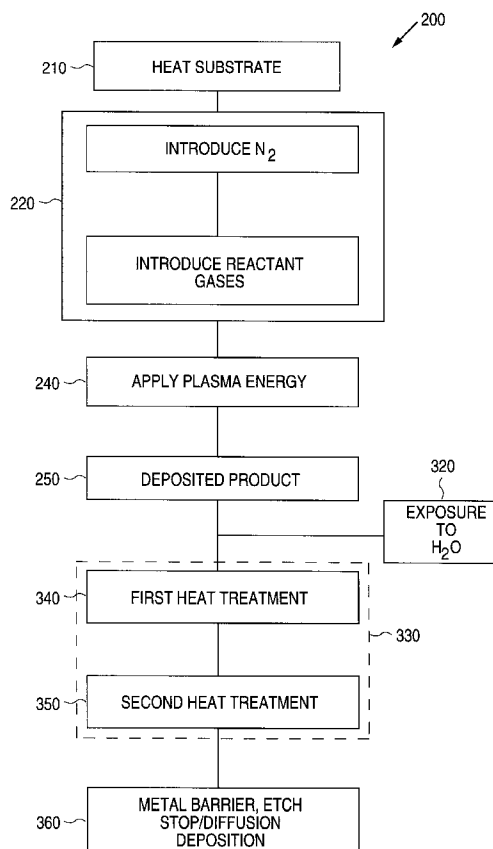 200
210
HEAT SUBSTRATE
INTRODUCE N₂
220
INTRODUCE REACTANT
GASES
240
APPLY PLASMA ENERGY
250
DEPOSITED PRODUCT
320
EXPOSURE
TO
H₂O
340
FIRST HEAT TREATMENT
330
350
SECOND HEAT TREATMENT
360
METAL BARRIER, ETCH
STOP/DIFFUSION
DEPOSITION